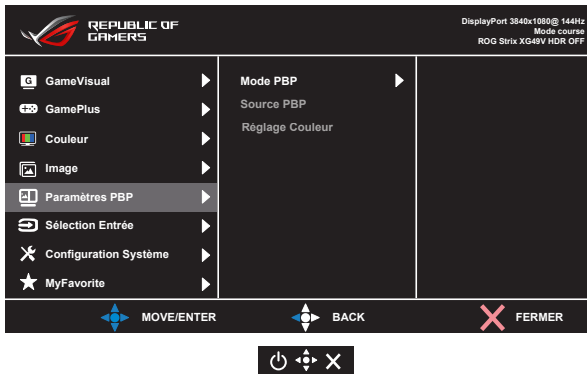 REPUBLIC OF
GAMERS
DisplayPort 3840x1080@ 144Hz
Mode course
ROG Strix XG49V HDR OFF
G GameVisual
GamePlus
Couleur
Image
Paramètres PBP
Sélection Entrée
Configuration Système
MyFavorite
Mode PBP
Source PBP
Réglage Couleur
MOVE/ENTER
BACK
FERMER